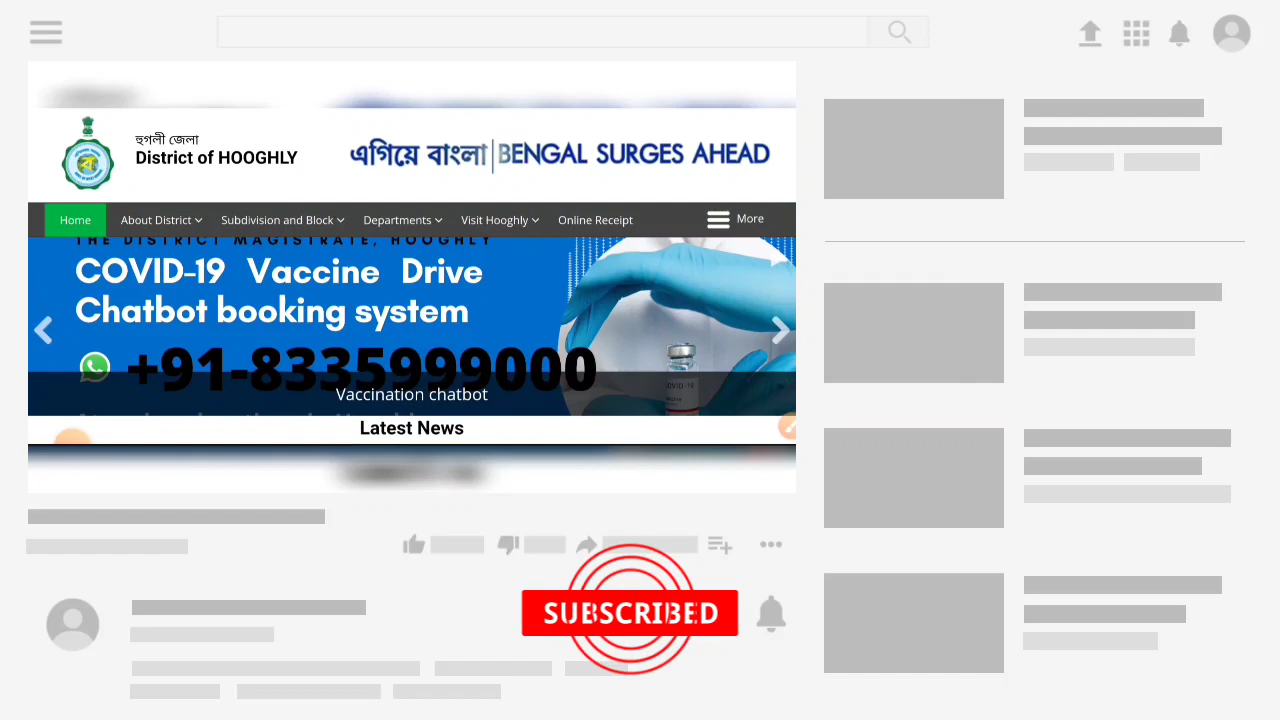 হুগলী জেলা
District of HOOGHLY
এগিয়ে বাংলা BENGAL SURGES AHEAD
Home About District Subdivision and Block Departments Visit Hooghly Online Receipt More
THE DISTRICT MAGISTRATE, HOOGHLY
COVID-19 Vaccine Drive
Chatbot booking system
+91-8335999000
COVID-19
Vaccination chatbot
Latest News
SUBSCRIBED